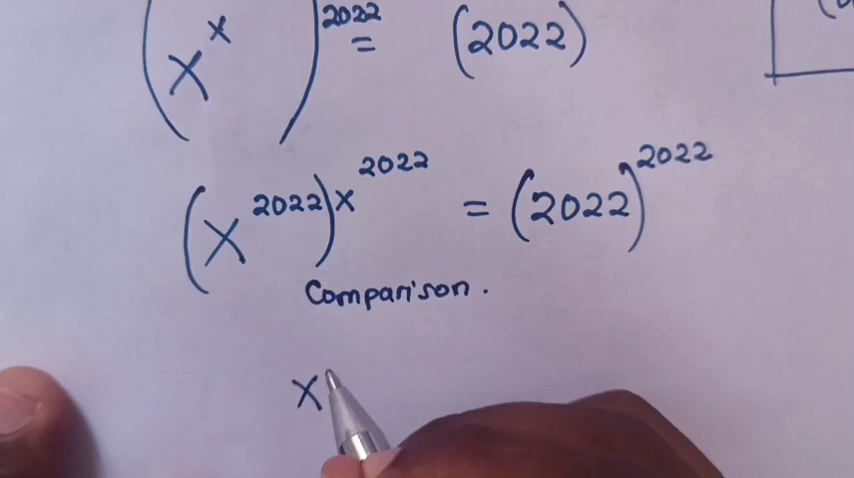 (x^x)^2022 = (2022)
(x^2022)^x^2022 = (2022)^2022
Comparison.
x